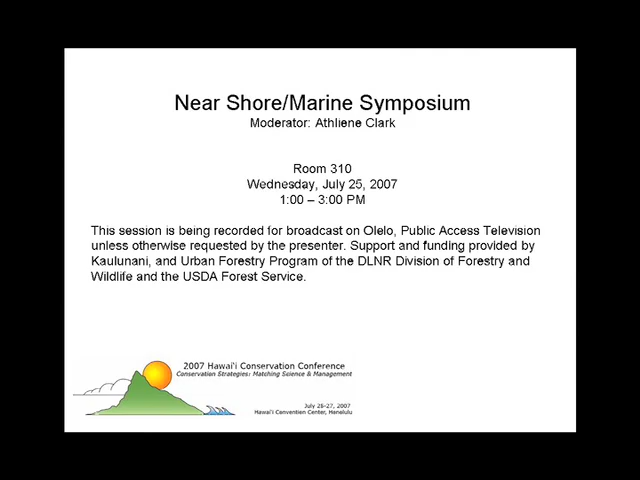 Near Shore/Marine Symposium
Moderator: Athliene Clark
Room 310
Wednesday, July 25, 2007
1:00 – 3:00 PM
This session is being recorded for broadcast on Olelo, Public Access Television
unless otherwise requested by the presenter. Support and funding provided by
Kaulunani, and Urban Forestry Program of the DLNR Division of Forestry and
Wildlife and the USDA Forest Service.
2007 Hawai'i Conservation Conference
Conservation Strategies: Matching Science & Management
July 25-27, 2007
Hawai'i Convention Center, Honolulu